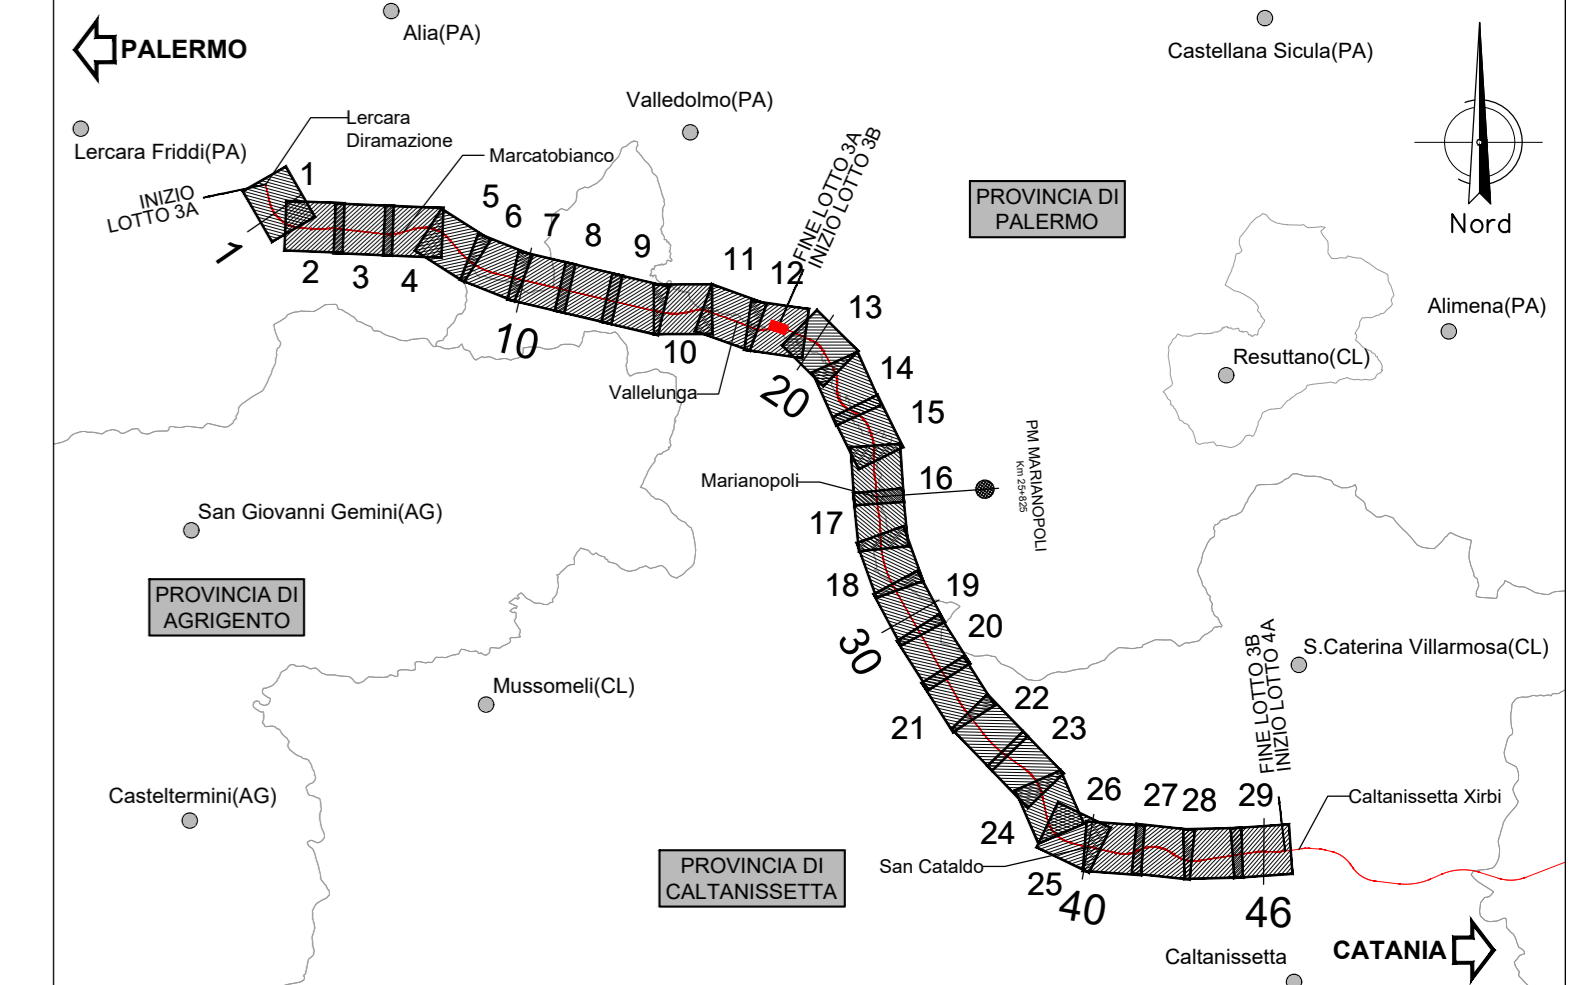 Alia(PA)
PALERMO
Castellana Sicula(PA)
Valledolmo(PA)
Lercara
Diramazione
Lercara Friddi(PA)
Marcatobianco
INIZIO
LOTTO 3A
FINE LOTTO 3A
INIZIO LOTTO 3B
PROVINCIA DI
PALERMO
Nord
1
1
2
3
4
5
6
7
8
9
10
10
11
12
13
20
14
15
Vallelunga
Alimena(PA)
Resuttano(CL)
Marianopoli
16
PM MARIANOPOLI
Km 25+825
17
San Giovanni Gemini(AG)
PROVINCIA DI
AGRIGENTO
18
19
20
30
Mussomeli(CL)
21
22
23
S.Caterina Villarmosa(CL)
FINE LOTTO 3B
INIZIO LOTTO 4A
Casteltermini(AG)
24
25
26
27
28
29
Caltanissetta Xirbi
San Cataldo
PROVINCIA DI
CALTANISSETTA
40
46
CATANIA
Caltanissetta